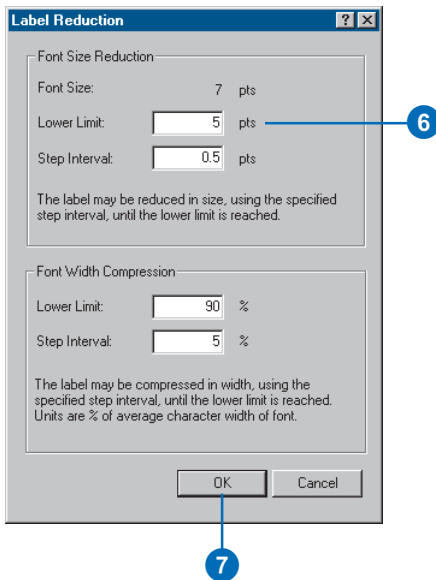 Label Reduction ? X
Font Size Reduction
Font Size: 7 pts
Lower Limit: 5 pts 6
Step Interval: 0.5 pts
The label may be reduced in size, using the specified
step interval, until the lower limit is reached.
Font Width Compression
Lower Limit: 90 %
Step Interval: 5 %
The label may be compressed in width, using the
specified step interval, until the lower limit is reached.
Units are % of average character width of font.
OK Cancel
7